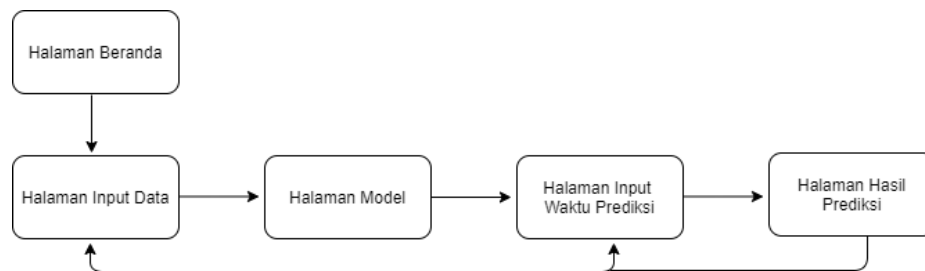 Halaman Beranda
Halaman Input Data
Halaman Model
Halaman Input
Waktu Prediksi
Halaman Hasil
Prediksi